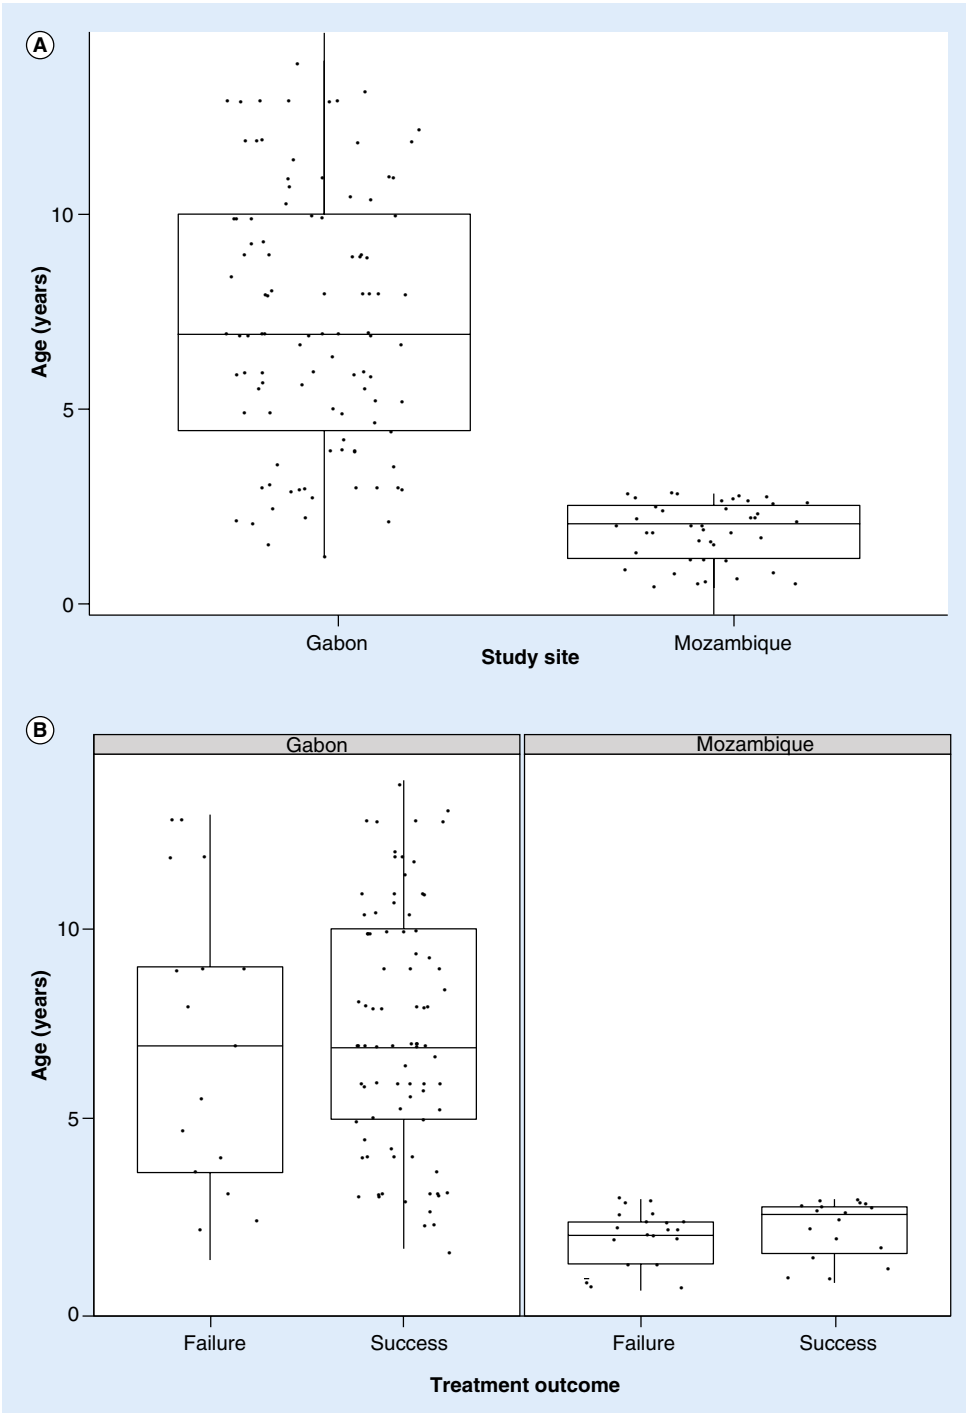 A
Age (years)
10
5
0
Gabon
Mozambique
Study site
B
Gabon
Mozambique
Age (years)
10
5
0
Failure
Success
Failure
Success
Treatment outcome